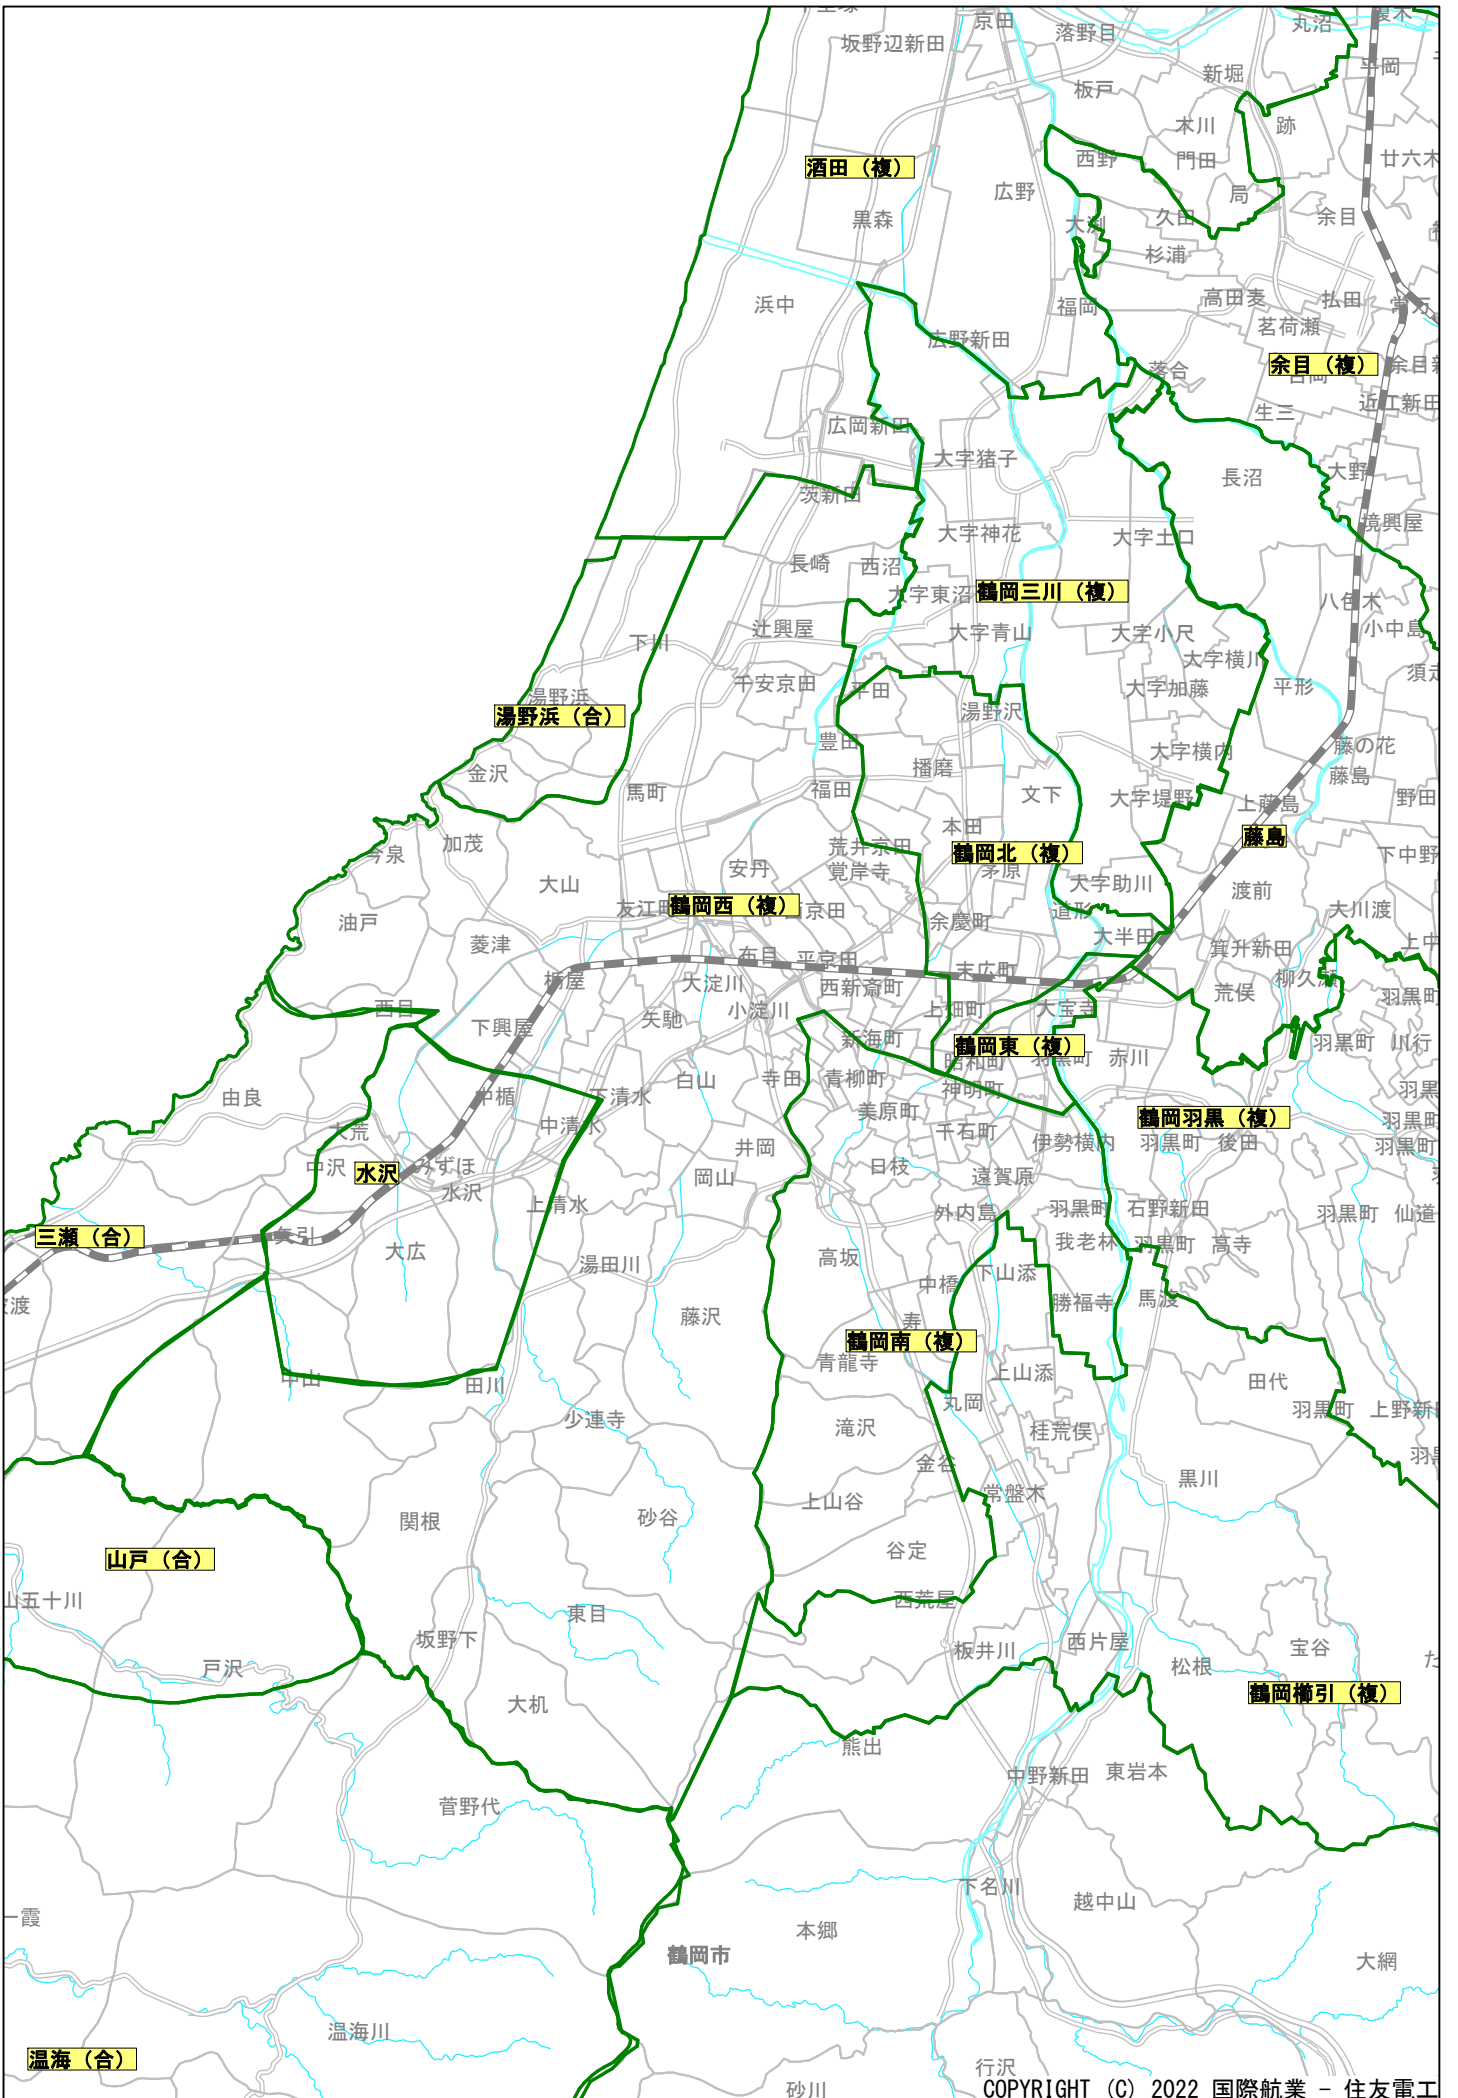 京田
落野目
丸沼
坂野辺新田
平岡
新堀
板戸
木川
跡
西野
門田
廿六木
酒田（複）
広野
局
黒森
大渕
久田
余目
杉浦
浜中
福岡
高田麦
払田
常万
茗荷瀬
広野新田
落合
余目（複）
近江新田
生三
広岡新田
大字猪子
長沼
大野
茨新田
大字神花
大字土口
境興屋
長崎
西沼
大字東沼
鶴岡三川（複）
八色木
辻興屋
大字青山
大字小尺
小中島
下川
大字横川
千安京田
平田
大字加藤
平形
湯野浜
湯野浜（合）
湯野沢
豊田
大字横内
藤の花
金沢
播磨
藤島
馬町
福田
文下
大字堤野
上藤島
野田
本田
藤島
加茂
荒井京田
鶴岡北（複）
今泉
安丹
覚岸寺
茅原
下中野
大山
大字助川
渡前
友江町
鶴岡西（複）
西京田
道形
大川渡
油戸
余慶町
菱津
大半田
箕升新田
布目
平京田
末広町
栃屋
大淀川
西新斎町
柳久瀬
荒俣
西目
小淀川
上畑町
大宝寺
矢馳
下興屋
新海町
鶴岡東（複）
羽黒町 川行
昭和町
羽黒町
赤川
白山
寺田
青柳町
由良
中楯
下清水
神明町
美原町
鶴岡羽黒（複）
大荒
中清水
千石町
伊勢横内
羽黒町 後田
井岡
中沢
みずほ
水沢
日枝
岡山
遠賀原
水沢
上清水
外内島
羽黒町
石野新田
羽黒町 仙道
三瀬（合）
矢引
大広
我老林
羽黒町 高寺
高坂
湯田川
中橋
下山添
勝福寺
馬渡
藤沢
寿
鶴岡南（複）
青龍寺
上山添
中山
田川
田代
丸岡
羽黒町
少連寺
滝沢
桂荒俣
金谷
黒川
上山谷
常盤木
関根
砂谷
谷定
山戸（合）
山五十川
西荒屋
東目
坂野下
板井川
西片屋
宝谷
戸沢
松根
鶴岡櫛引（複）
大机
熊出
中野新田
東岩本
菅野代
下名川
越中山
本郷
鶴岡市
大網
温海川
温海（合）
行沢
砂川
COPYRIGHT (C) 2022 国際航業 - 住友電工